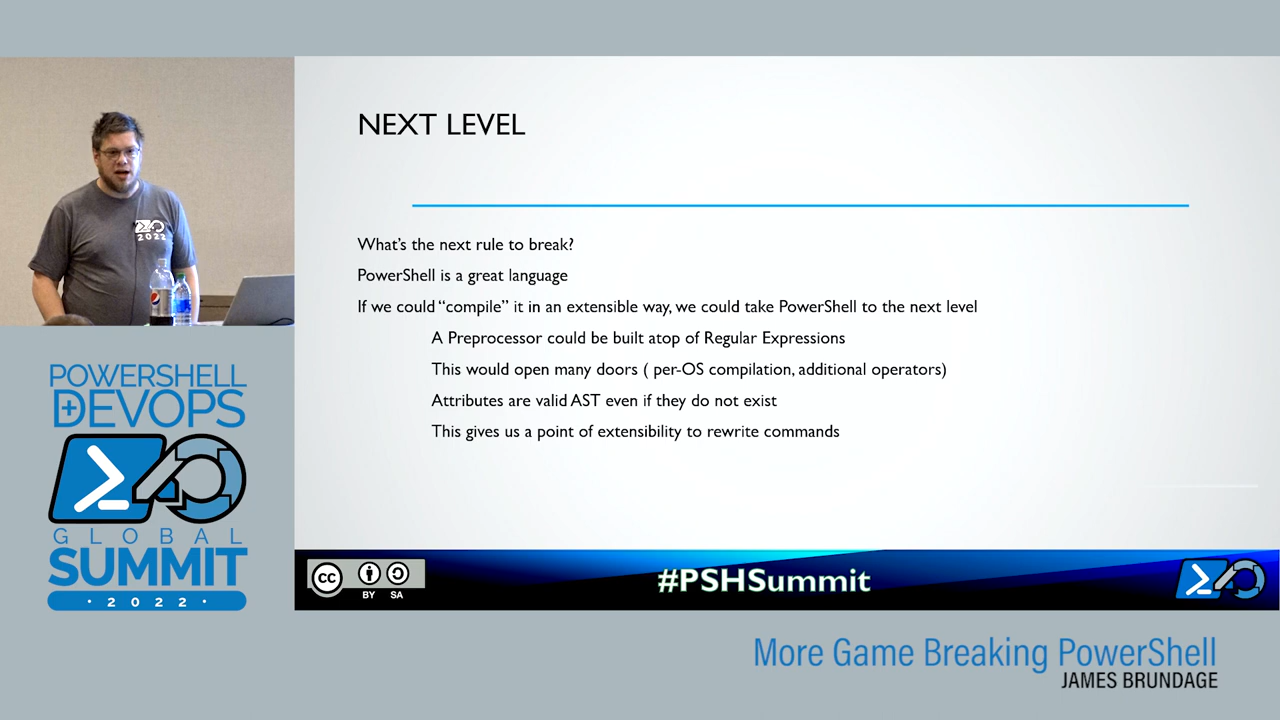 NEXT LEVEL
What's the next rule to break?
PowerShell is a great language
If we could “compile” it in an extensible way, we could take PowerShell to the next level
A Preprocessor could be built atop of Regular Expressions
This would open many doors ( per-OS compilation, additional operators)
Attributes are valid AST even if they do not exist
This gives us a point of extensibility to rewrite commands
2022
POWERSHELL
+DEVOPS
GLOBAL
SUMMIT
· 2022 ·
CC
BY SA
#PSHSummit
More Game Breaking PowerShell
JAMES BRUNDAGE